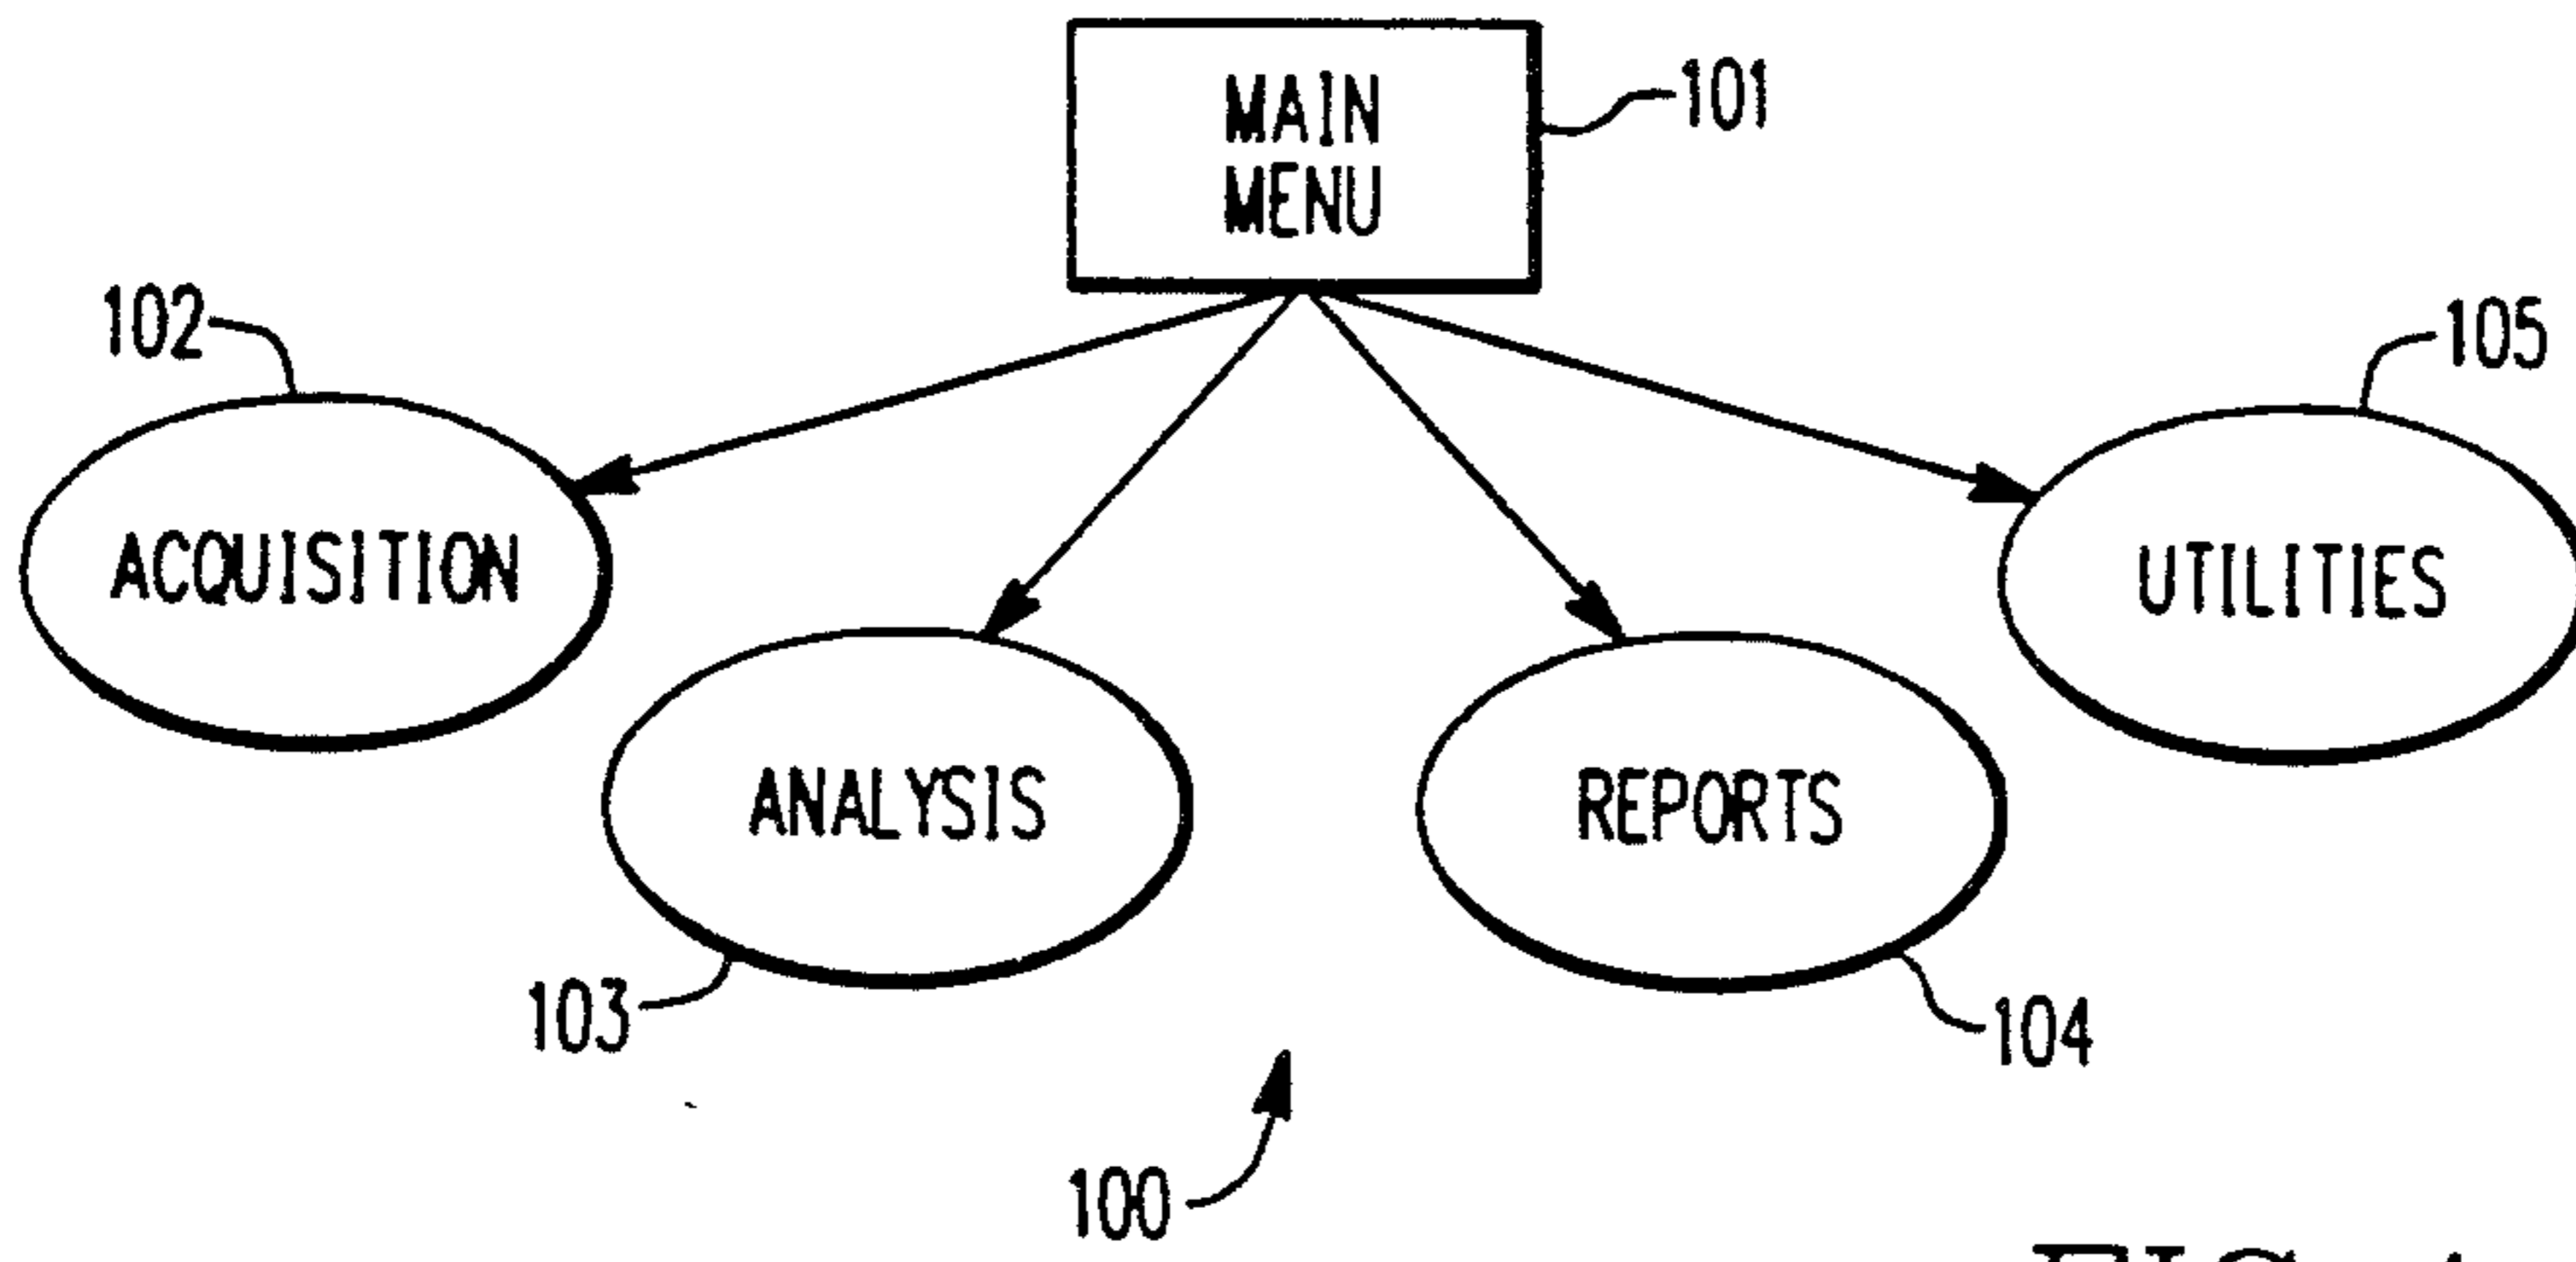 MAIN
MENU
101
102
105
ACQUISITION
UTILITIES
ANALYSIS
REPORTS
103
104
100